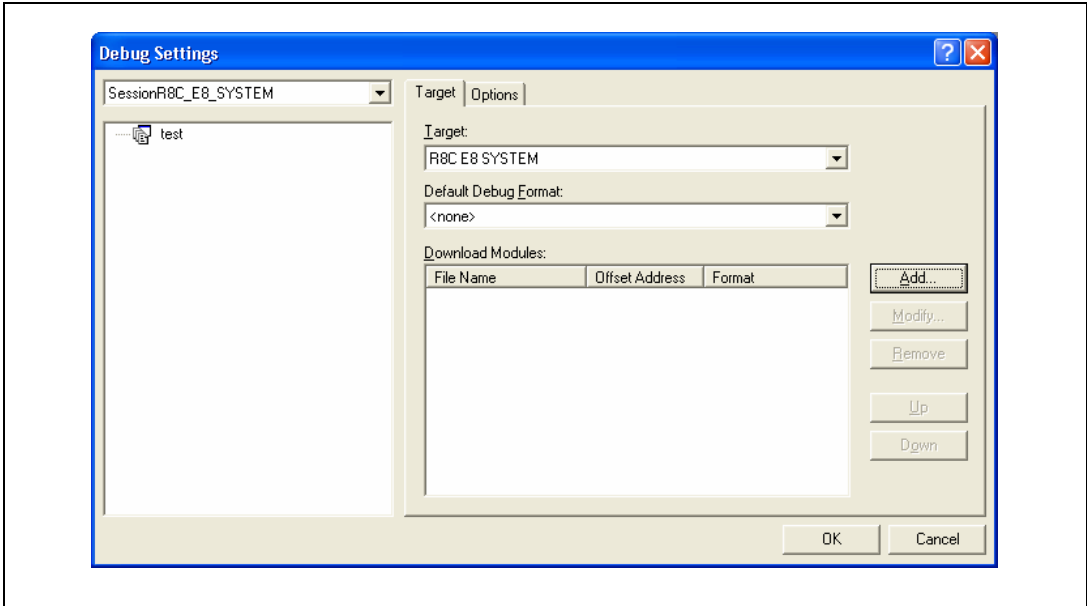 Debug Settings
SessionR8C_E8_SYSTEM
test
Target Options
Target:
R8C E8 SYSTEM
Default Debug Format:
<none>
Download Modules:
File Name Offset Address Format
Add...
Modify...
Remove
Up
Down
OK Cancel